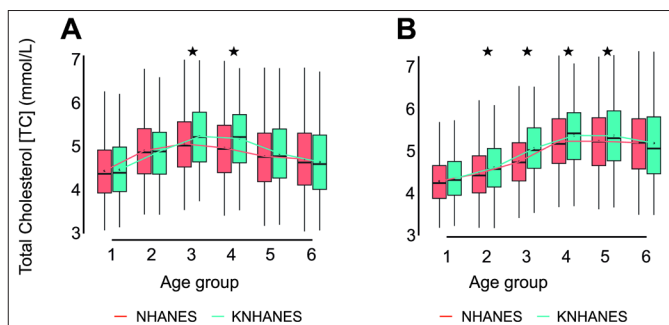 A
B
Total Cholesterol [TC] (mmol/L)
7
6
5
4
3
★ ★
1 2 3 4 5 6
Age group
NHANES KNHANES
7
6
5
4
3
★ ★ ★ ★
1 2 3 4 5 6
Age group
NHANES KNHANES